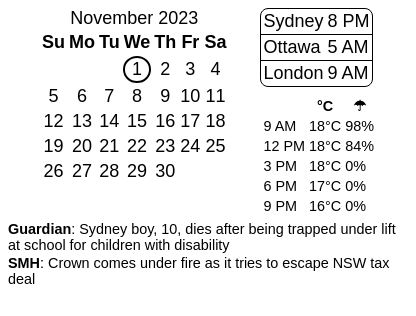 November 2023
Su Mo Tu We Th Fr Sa
1 2 3 4
5 6 7 8 9 10 11
12 13 14 15 16 17 18
19 20 21 22 23 24 25
26 27 28 29 30
Sydney 8 PM
Ottawa 5 AM
London 9 AM
°C ☂
9 AM 18°C 98%
12 PM 18°C 84%
3 PM 18°C 0%
6 PM 17°C 0%
9 PM 16°C 0%
Guardian: Sydney boy, 10, dies after being trapped under lift
at school for children with disability
SMH: Crown comes under fire as it tries to escape NSW tax
deal